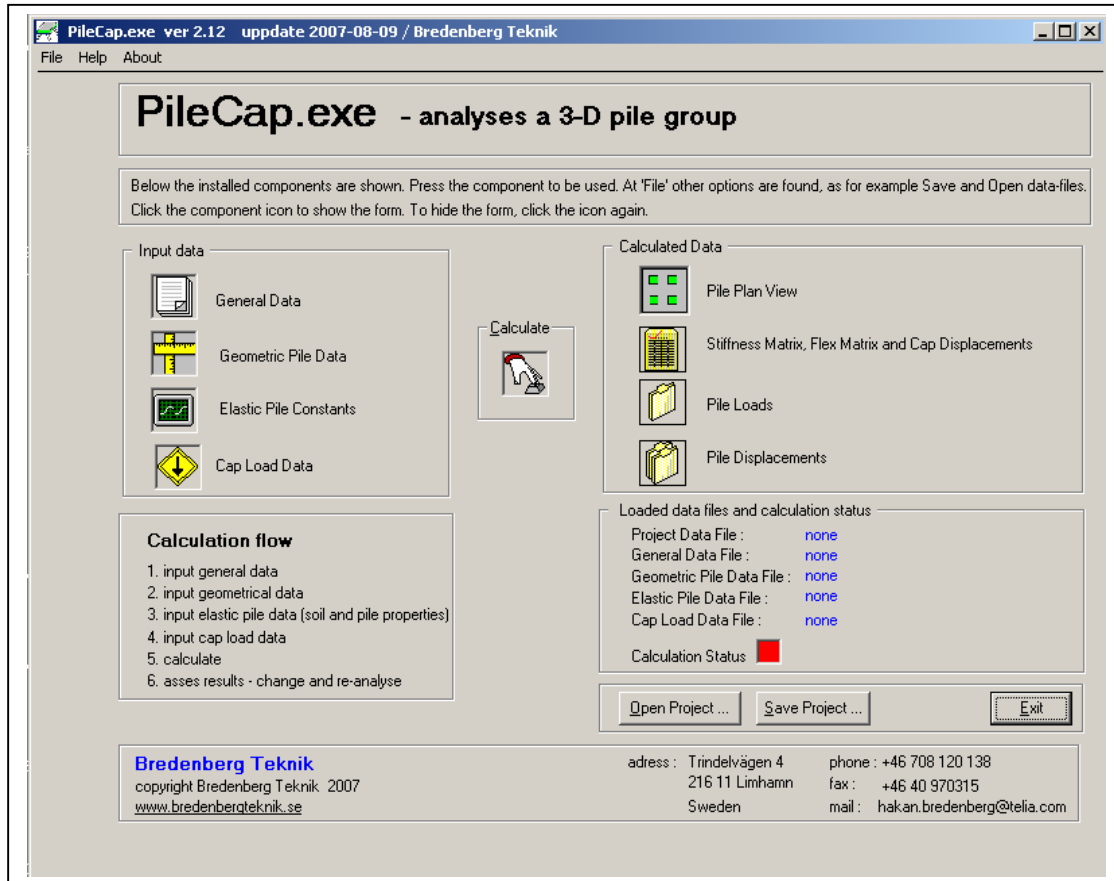 PileCap.exe ver 2.12 uppdate 2007-08-09 / Bredenberg Teknik
File Help About
PileCap.exe - analyses a 3-D pile group
Below the installed components are shown. Press the component to be used. At 'File' other options are found, as for example Save and Open data-files.
Click the component icon to show the form. To hide the form, click the icon again.
Input data
General Data
Geometric Pile Data
Elastic Pile Constants
Cap Load Data
Calculate
Calculated Data
Pile Plan View
Stiffness Matrix, Flex Matrix and Cap Displacements
Pile Loads
Pile Displacements
Calculation flow
1. input general data
2. input geometrical data
3. input elastic pile data (soil and pile properties)
4. input cap load data
5. calculate
6. asses results - change and re-analyse
Loaded data files and calculation status
Project Data File : none
General Data File : none
Geometric Pile Data File : none
Elastic Pile Data File : none
Cap Load Data File : none
Calculation Status
Open Project ... Save Project ... Exit
Bredenberg Teknik
copyright Bredenberg Teknik 2007
www.bredenbergteknik.se
adress : Trindelvägen 4
216 11 Limhamn
Sweden
phone : +46 708 120 138
fax : +46 40 970315
mail : hakan.bredenberg@telia.com